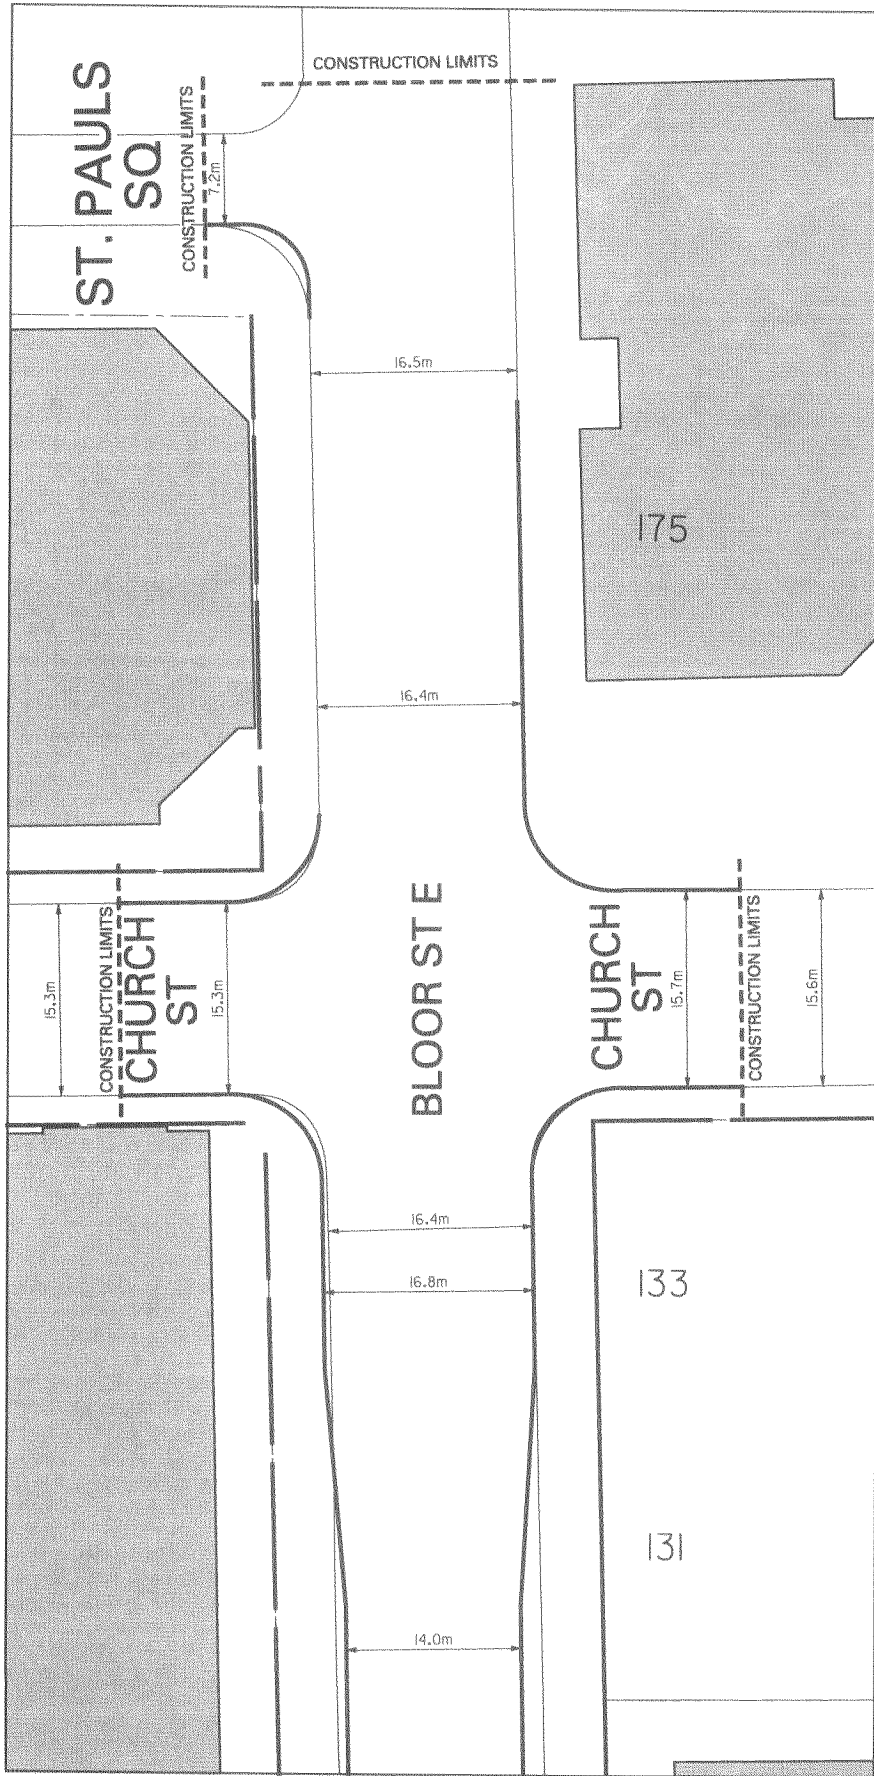 CONSTRUCTION LIMITS
ST. PAULS
SQ
CONSTRUCTION LIMITS
7.2m
16.5m
175
16.4m
15.3m
CONSTRUCTION LIMITS
CHURCH
ST
15.3m
BLOOR ST E
CHURCH
ST
15.7m
CONSTRUCTION LIMITS
15.6m
16.4m
16.8m
133
131
14.0m